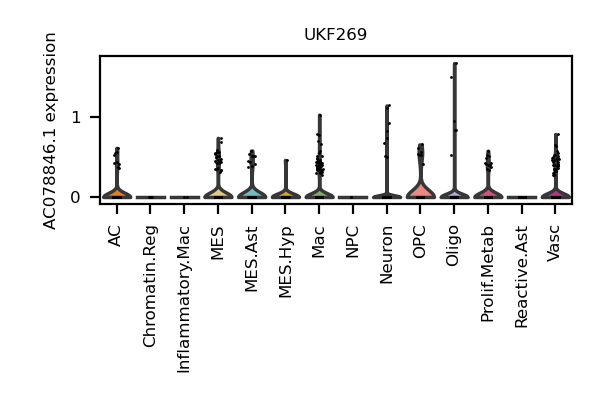 UKF269
AC078846.1 expression
1
0
AC
Chromatin.Reg
Inflammatory.Mac
MES
MES.Ast
MES.Hyp
Mac
NPC
Neuron
OPC
Oligo
Prolif.Metab
Reactive.Ast
Vasc